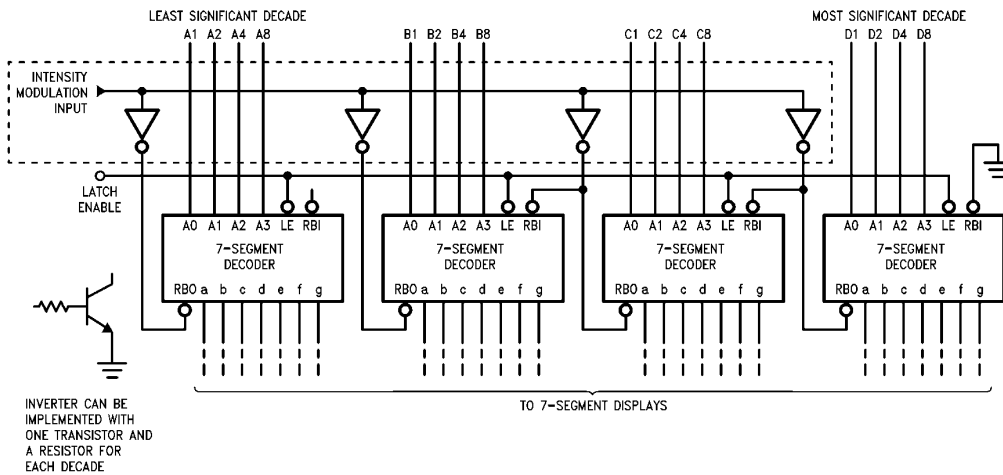 LEAST SIGNIFICANT DECADE
MOST SIGNIFICANT DECADE
A1 A2 A4 A8
B1 B2 B4 B8
C1 C2 C4 C8
D1 D2 D4 D8
INTENSITY
MODULATION
INPUT
LATCH
ENABLE
A0 A1 A2 A3 LE RBI
7-SEGMENT
DECODER
RBO a b c d e f g
A0 A1 A2 A3 LE RBI
7-SEGMENT
DECODER
RBO a b c d e f g
A0 A1 A2 A3 LE RBI
7-SEGMENT
DECODER
RBO a b c d e f g
A0 A1 A2 A3 LE RBI
7-SEGMENT
DECODER
RBO a b c d e f g
TO 7-SEGMENT DISPLAYS
INVERTER CAN BE
IMPLEMENTED WITH
ONE TRANSISTOR AND
A RESISTOR FOR
EACH DECADE